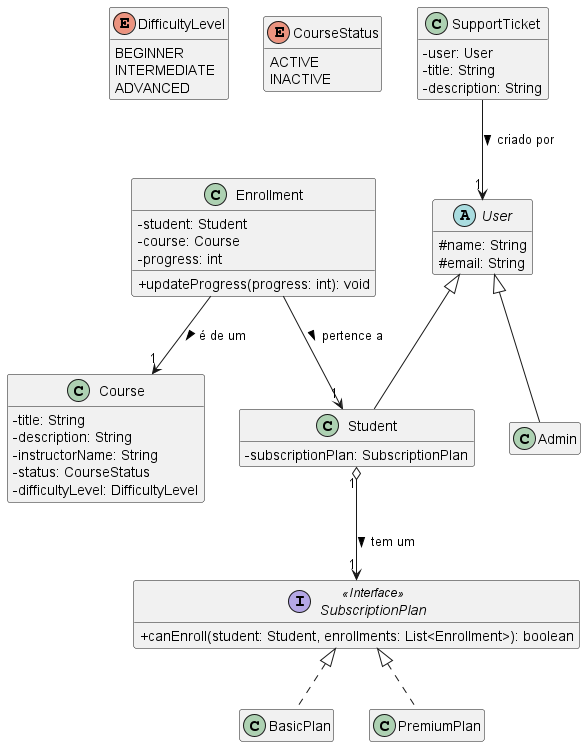 E DifficultyLevel
BEGINNER
INTERMEDIATE
ADVANCED
E CourseStatus
ACTIVE
INACTIVE
C SupportTicket
-user: User
-title: String
-description: String
criado por
1
C Enrollment
-student: Student
-course: Course
-progress: int
+updateProgress(progress: int): void
A User
#name: String
#email: String
é de um
1
pertence a
1
C Course
-title: String
-description: String
-instructorName: String
-status: CourseStatus
-difficultyLevel: DifficultyLevel
C Student
-subscriptionPlan: SubscriptionPlan
C Admin
1
tem um
1
I «Interface»
SubscriptionPlan
+canEnroll(student: Student, enrollments: List<Enrollment>): boolean
C BasicPlan
C PremiumPlan